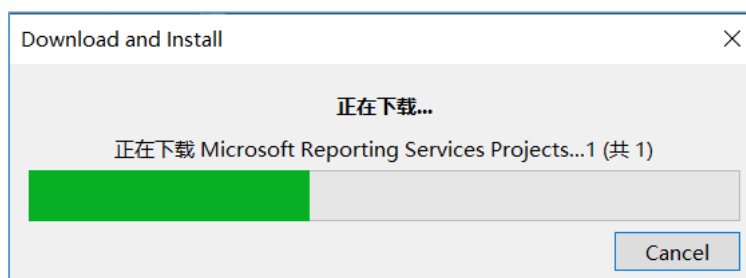 Download and Install
正在下载...
正在下载 Microsoft Reporting Services Projects...1 (共 1)
Cancel